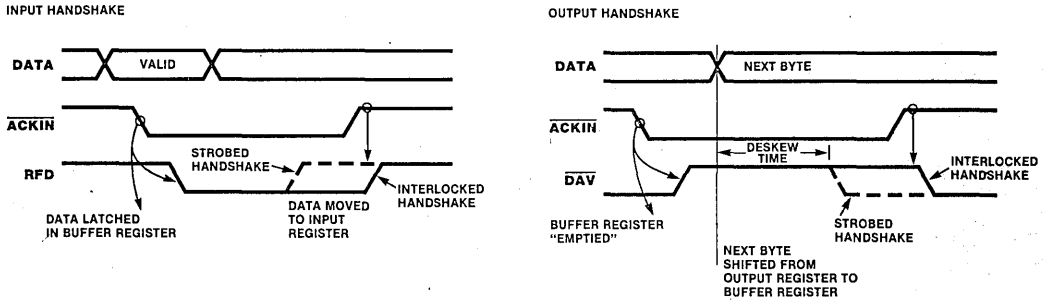 INPUT HANDSHAKE
DATA
VALID
ACKIN
RFD
STROBED
HANDSHAKE
INTERLOCKED
HANDSHAKE
DATA LATCHED
IN BUFFER REGISTER
DATA MOVED
TO INPUT
REGISTER
OUTPUT HANDSHAKE
DATA
NEXT BYTE
ACKIN
DESKEW
TIME
DAV
INTERLOCKED
HANDSHAKE
BUFFER REGISTER
"EMPTIED"
STROBED
HANDSHAKE
NEXT BYTE
SHIFTED FROM
OUTPUT REGISTER TO
BUFFER REGISTER